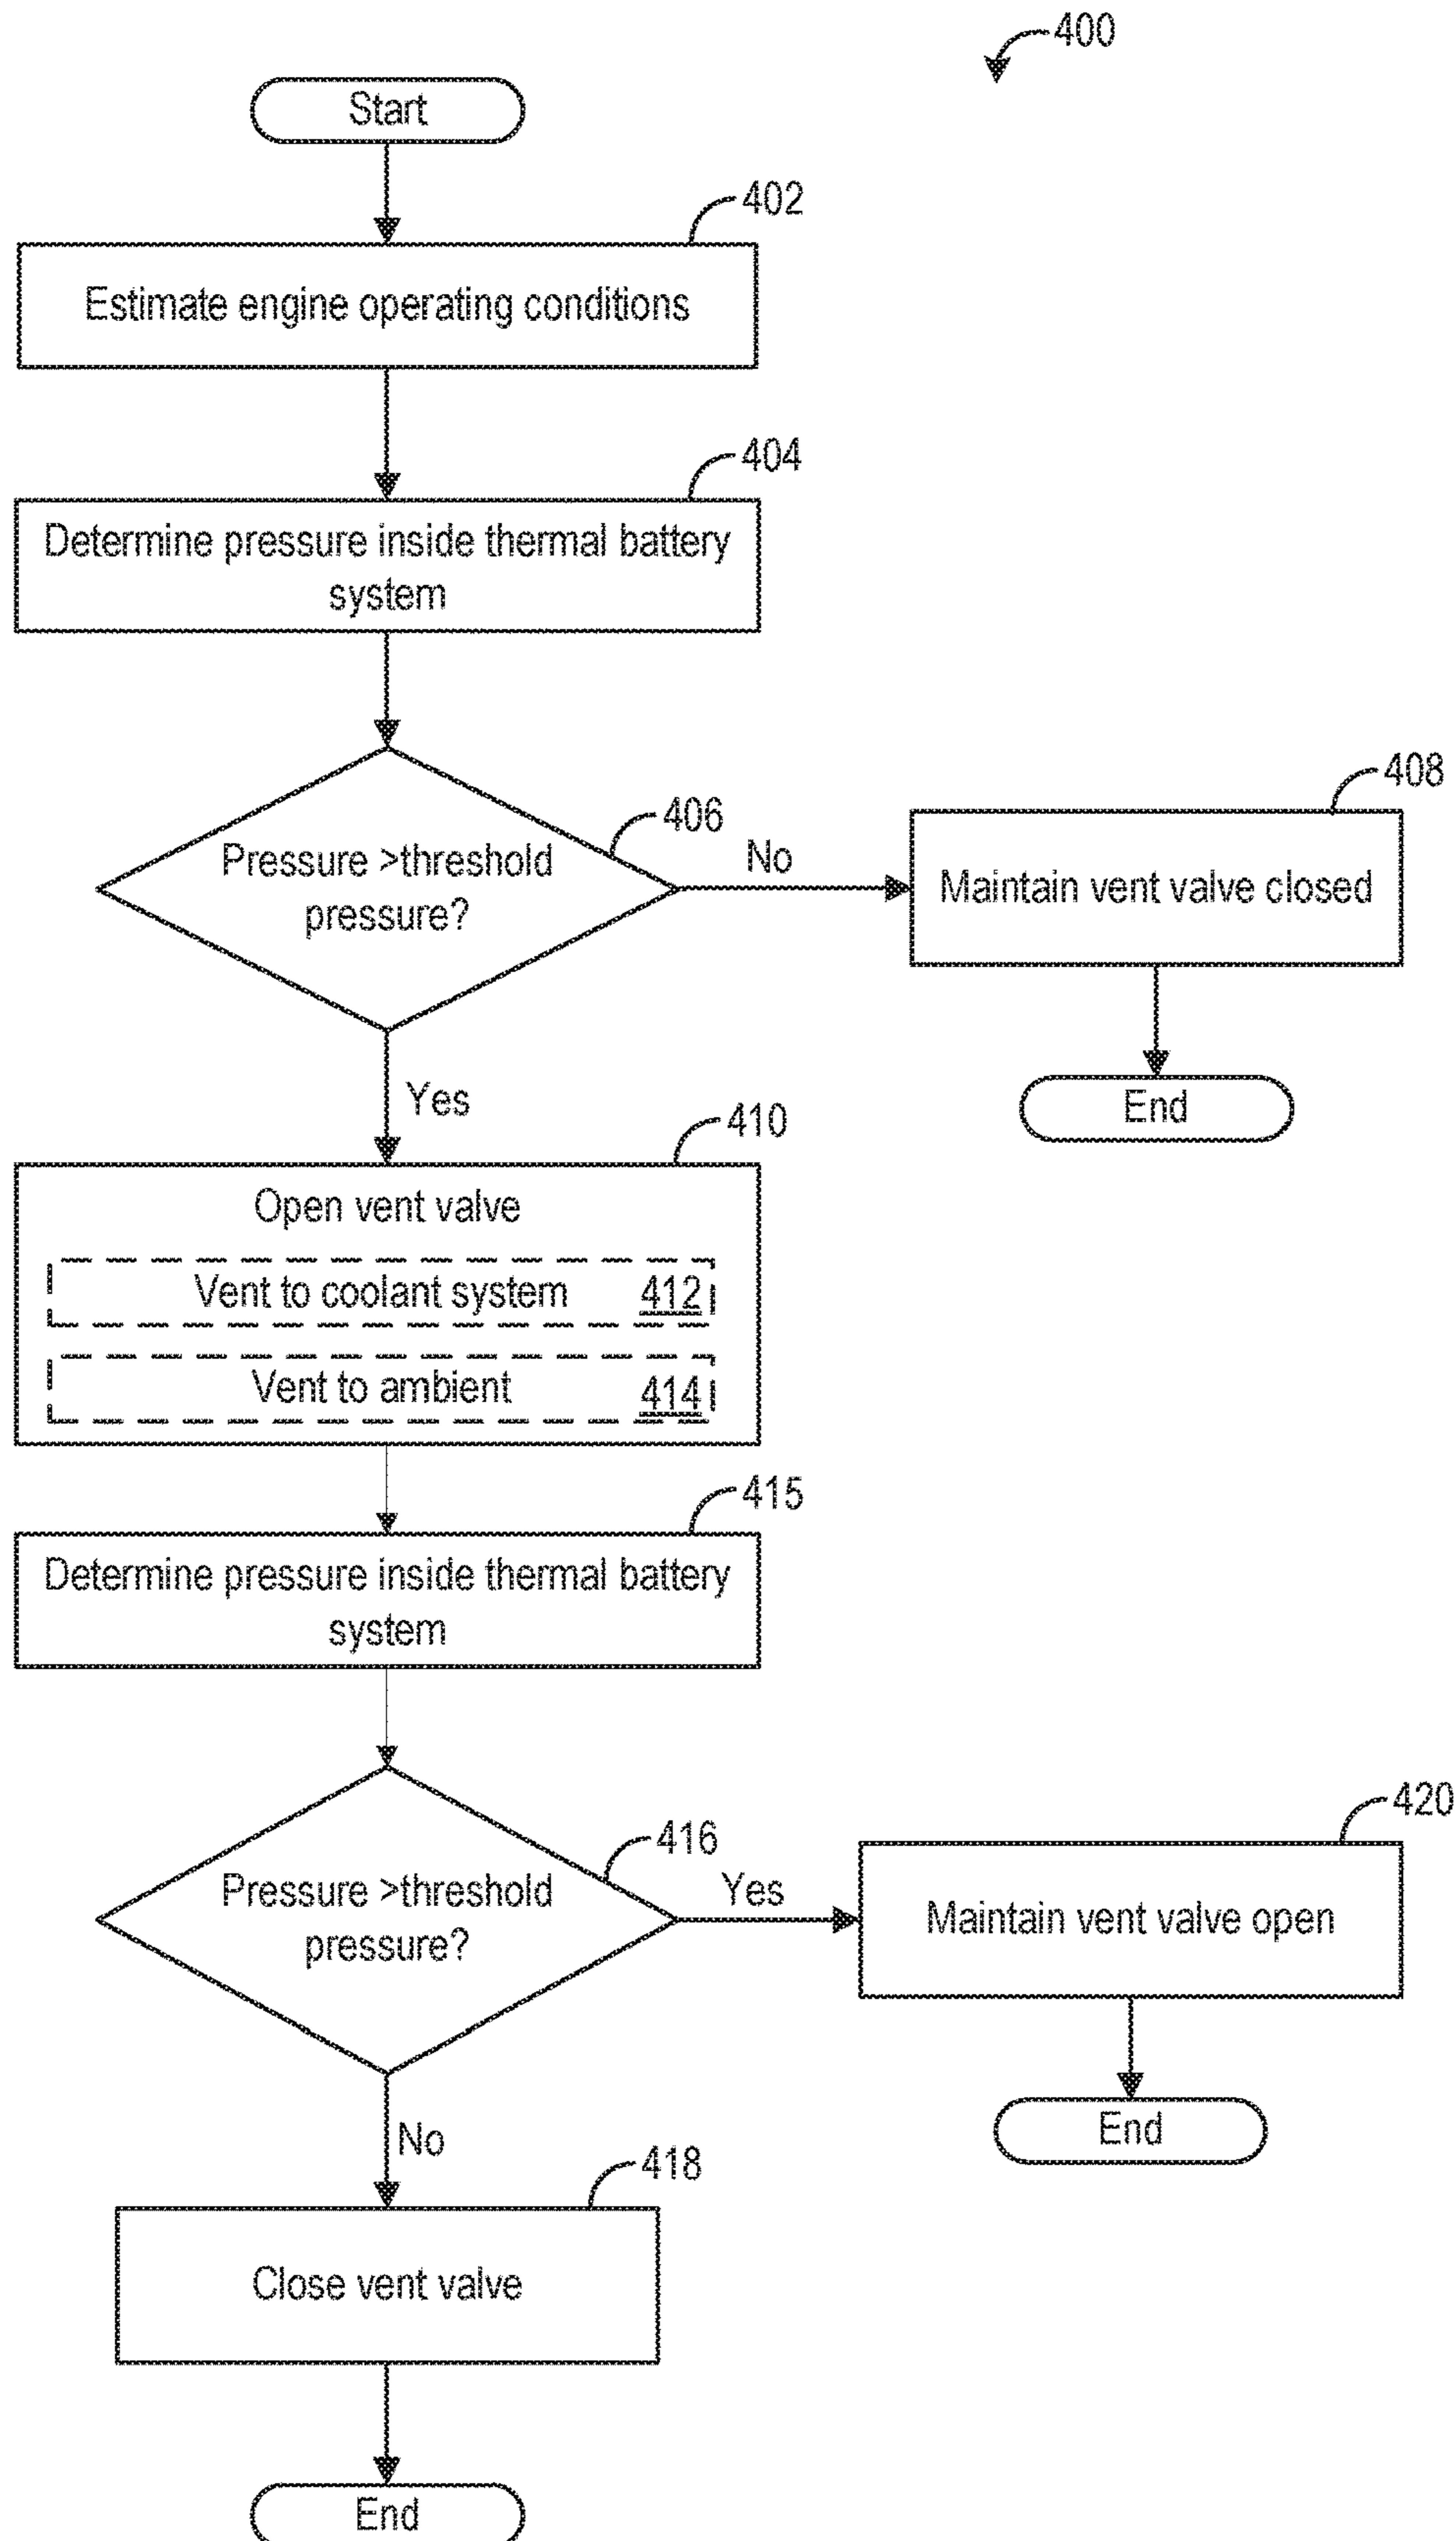 400
Start
402
Estimate engine operating conditions
404
Determine pressure inside thermal battery
system
406
Pressure >threshold
pressure?
No
408
Maintain vent valve closed
End
Yes
410
Open vent valve
Vent to coolant system 412
Vent to ambient 414
415
Determine pressure inside thermal battery
system
416
Pressure >threshold
pressure?
Yes
420
Maintain vent valve open
End
No
418
Close vent valve
End